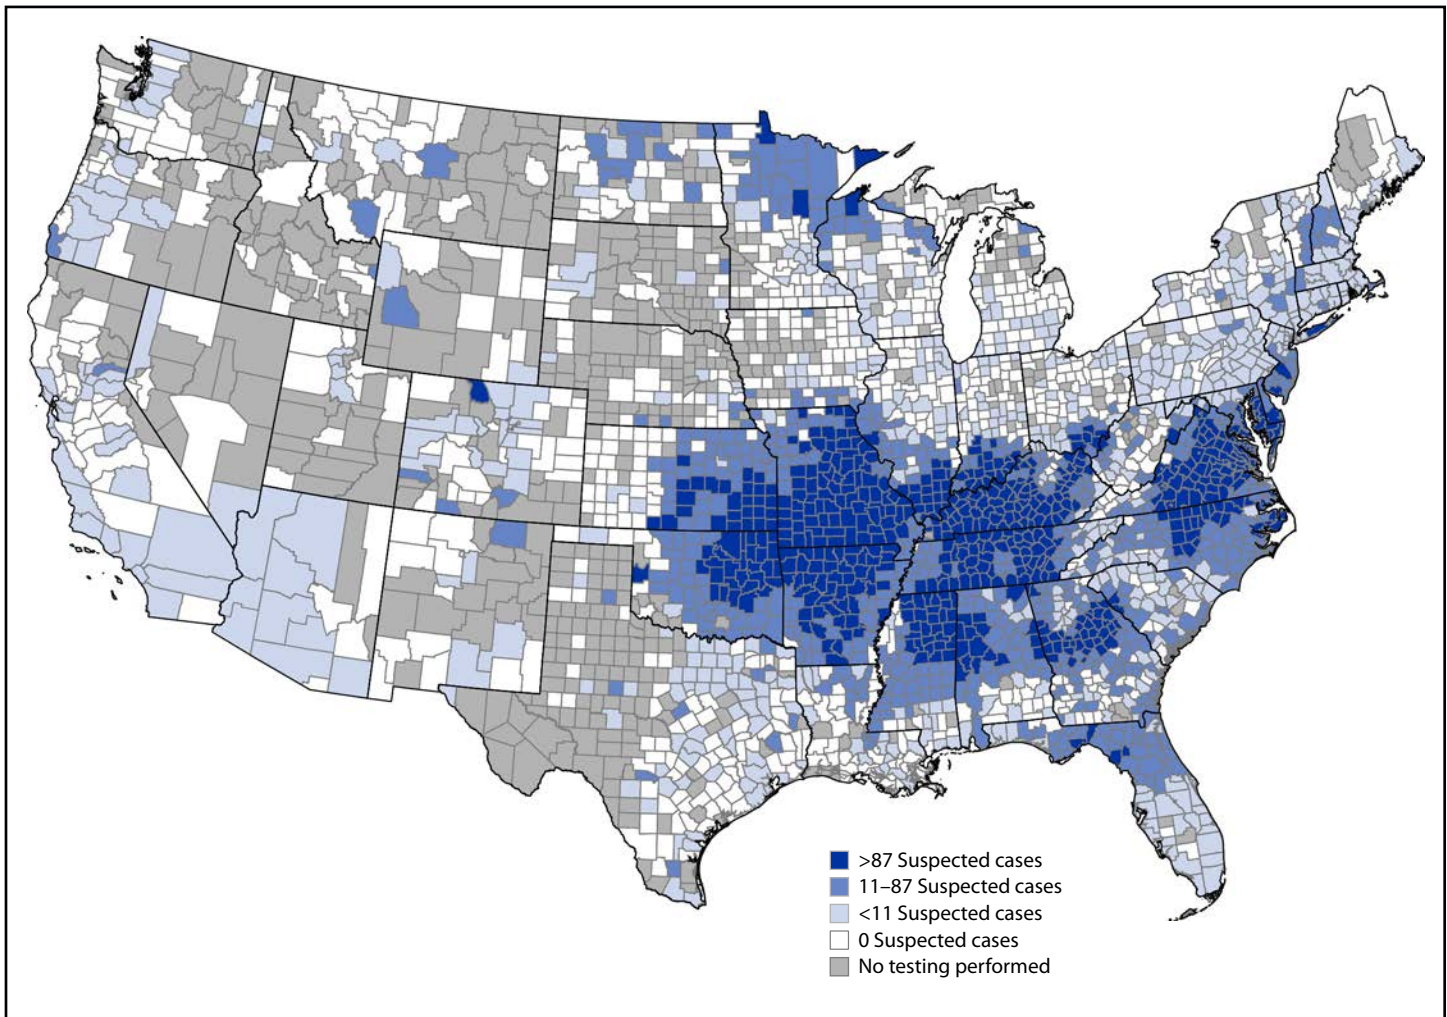 >87 Suspected cases
11–87 Suspected cases
<11 Suspected cases
0 Suspected cases
No testing performed